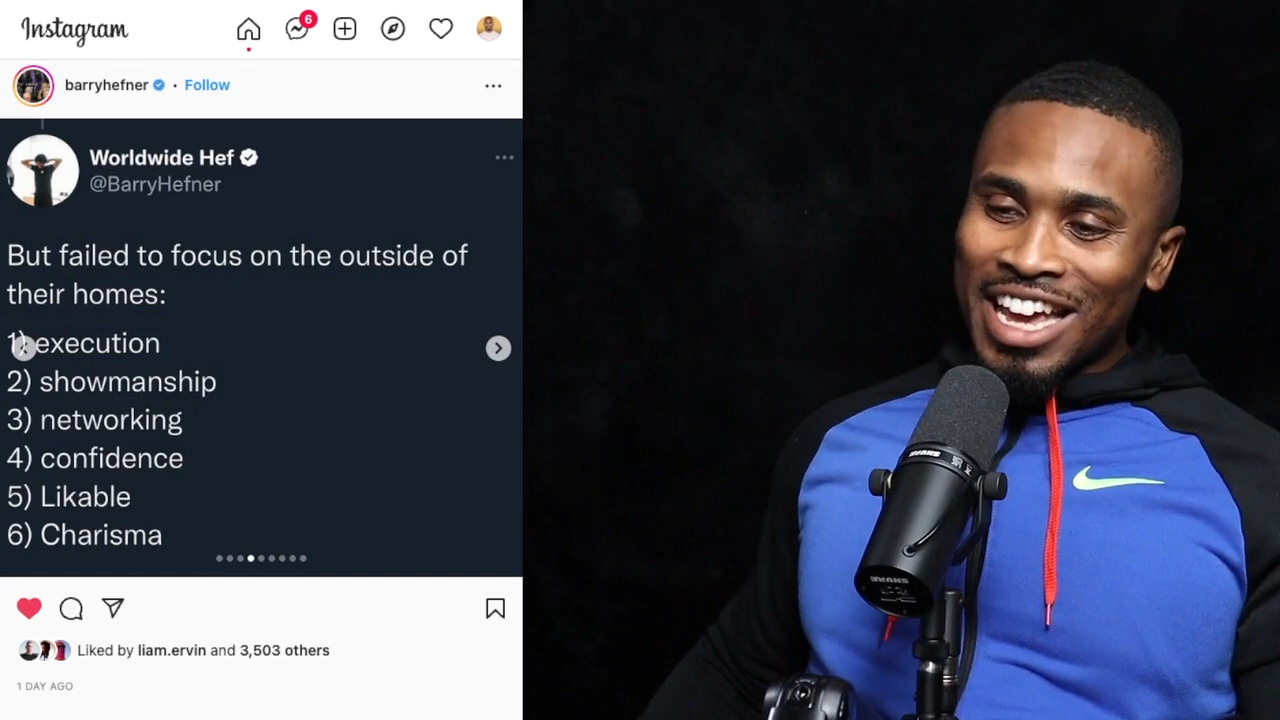 Instagram
6
barryhefner • Follow
Worldwide Hef
@BarryHefner
But failed to focus on the outside of
their homes:
1) execution
2) showmanship
3) networking
4) confidence
5) Likable
6) Charisma
Liked by liam.ervin and 3,503 others
1 DAY AGO
SHURE
SHURE